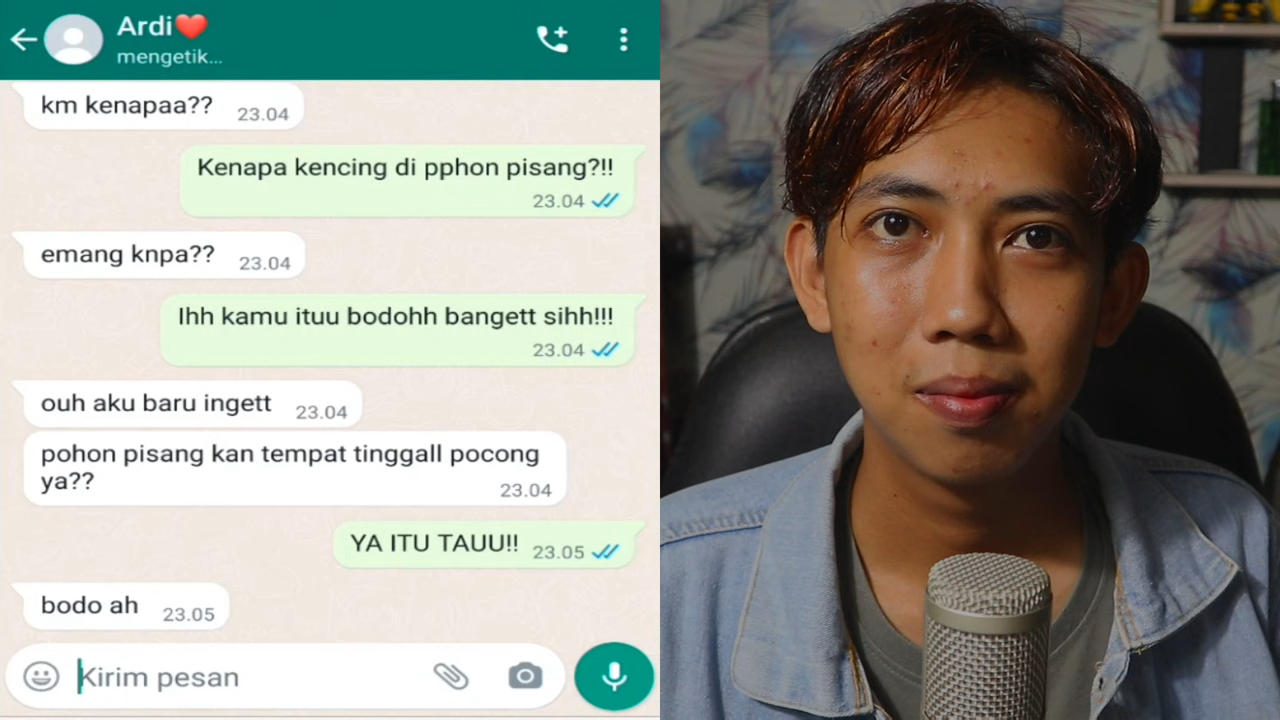 Ardi❤️
mengetik...
km kenapaa?? 23.04
Kenapa kencing di pphon pisang?!!
23.04
emang knpa?? 23.04
Ihh kamu ituu bodohh bangett sihh!!!
23.04
ouh aku baru ingett 23.04
pohon pisang kan tempat tinggall pocong
ya?? 23.04
YA ITU TAUU!! 23.05
bodo ah 23.05
Kirim pesan